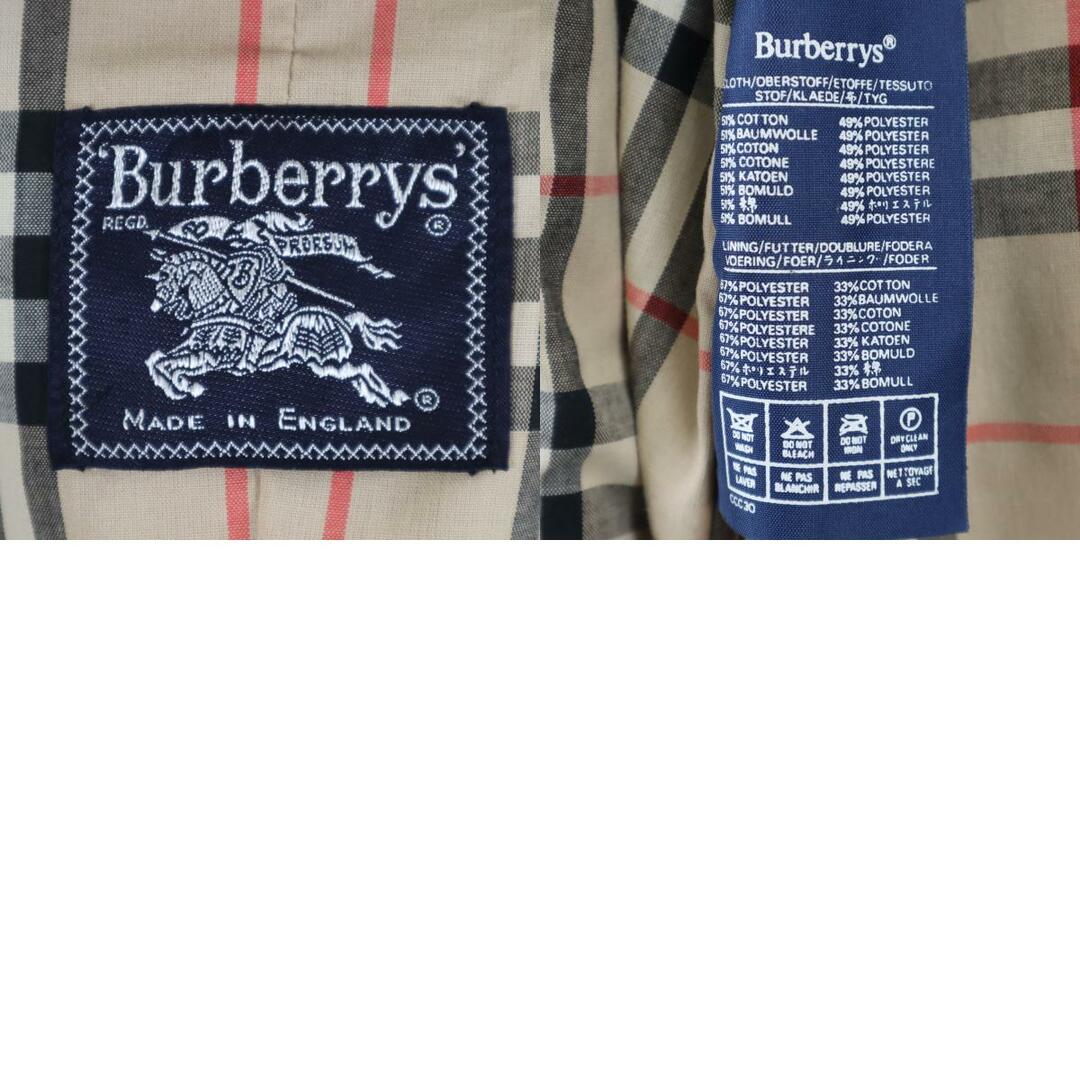 'Burberrys'
REGD.
PRORSUM
B
®
®
MADE IN ENGLAND
Burberrys®
CLOTH/OBERSTOFF/ETOFFE/TESSUTO
STOF/KLAEDE/布/TYG
51% COTTON 49% POLYESTER
51% BAUMWOLLE 49% POLYESTER
51% COTON 49% POLYESTER
51% COTONE 49% POLYESTERE
51% KATOEN 49% POLYESTER
51% BOMULD 49% POLYESTER
51% 綿 49% ポリエステル
51% BOMULL 49% POLYESTER
LINING/FUTTER/DOUBLURE/FODERA
VOERING/FOER/ライニング/FODER
67% POLYESTER 33% COTTON
67% POLYESTER 33% BAUMWOLLE
67% POLYESTER 33% COTON
67% POLYESTERE 33% COTONE
67% POLYESTER 33% KATOEN
67% POLYESTER 33% BOMULD
67% ポリエステル 33% 綿
67% POLYESTER 33% BOMULL
P
DO NOT WASH
DO NOT BLEACH
DO NOT IRON
DRY CLEAN ONLY
NE PAS LAVER
NE PAS BLANCHIR
NE PAS REPASSER
NETTOYAGE A SEC
CCC30